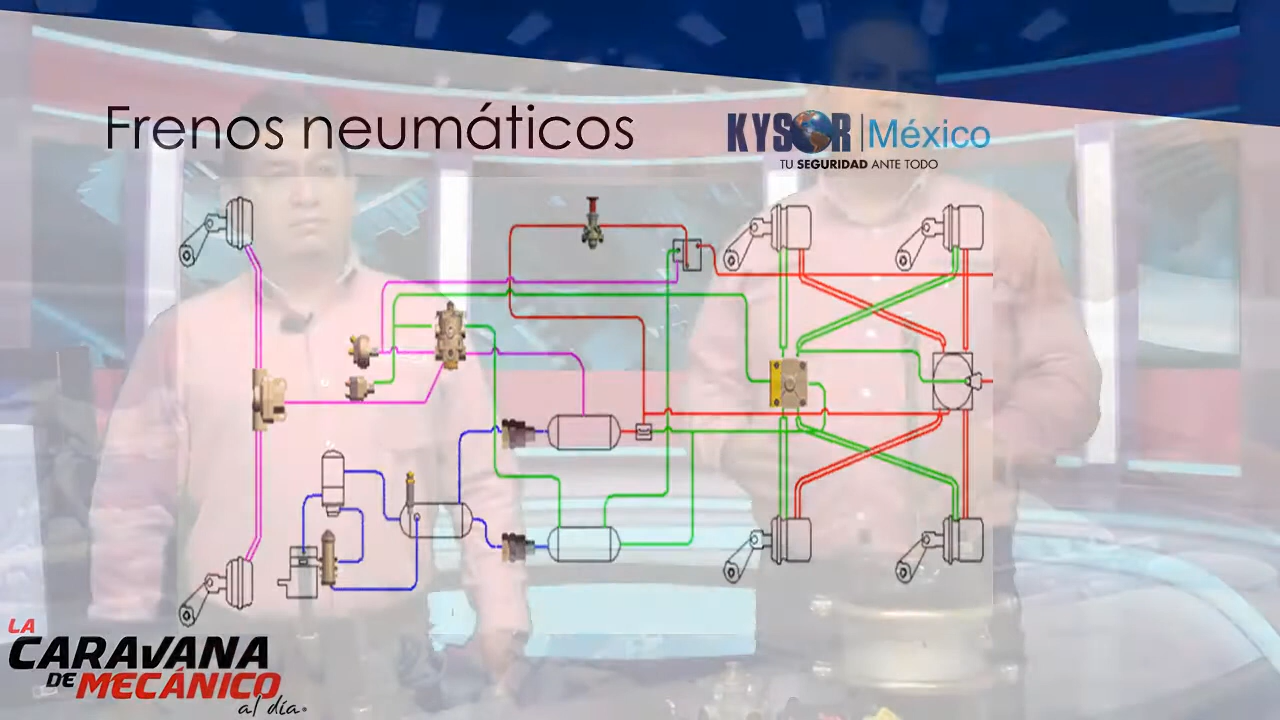 Frenos neumáticos
KYSOR | México
TU SEGURIDAD ANTE TODO
LA
CARAVANA
DE MECÁNICO
al día